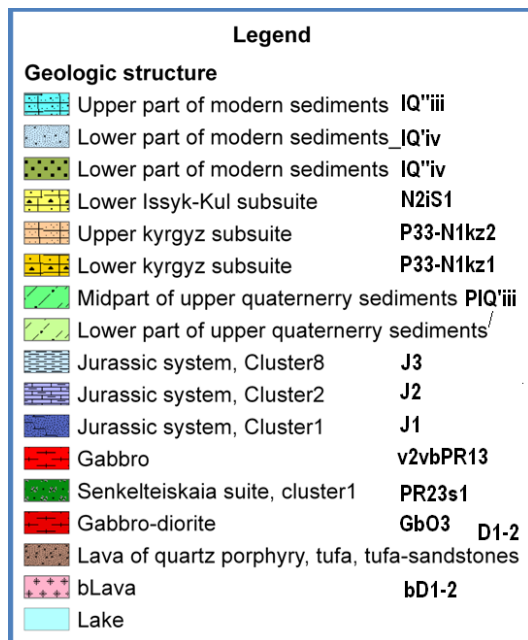 Legend
Geologic structure
Upper part of modern sediments IQ"iii
Lower part of modern sediments_IQ'iv
Lower part of modern sediments IQ"iv
Lower Issyk-Kul subsuite N2iS1
Upper kyrgyz subsuite P33-N1kz2
Lower kyrgyz subsuite P33-N1kz1
Midpart of upper quaternerry sediments PIQ'iii
Lower part of upper quaternerry sediments/
Jurassic system, Cluster8 J3
Jurassic system, Cluster2 J2
Jurassic system, Cluster1 J1
Gabbro v2vbPR13
Senkelteiskaia suite, cluster1 PR23s1
Gabbro-diorite GbO3 D1-2
Lava of quartz porphyry, tufa, tufa-sandstones
bLava bD1-2
Lake